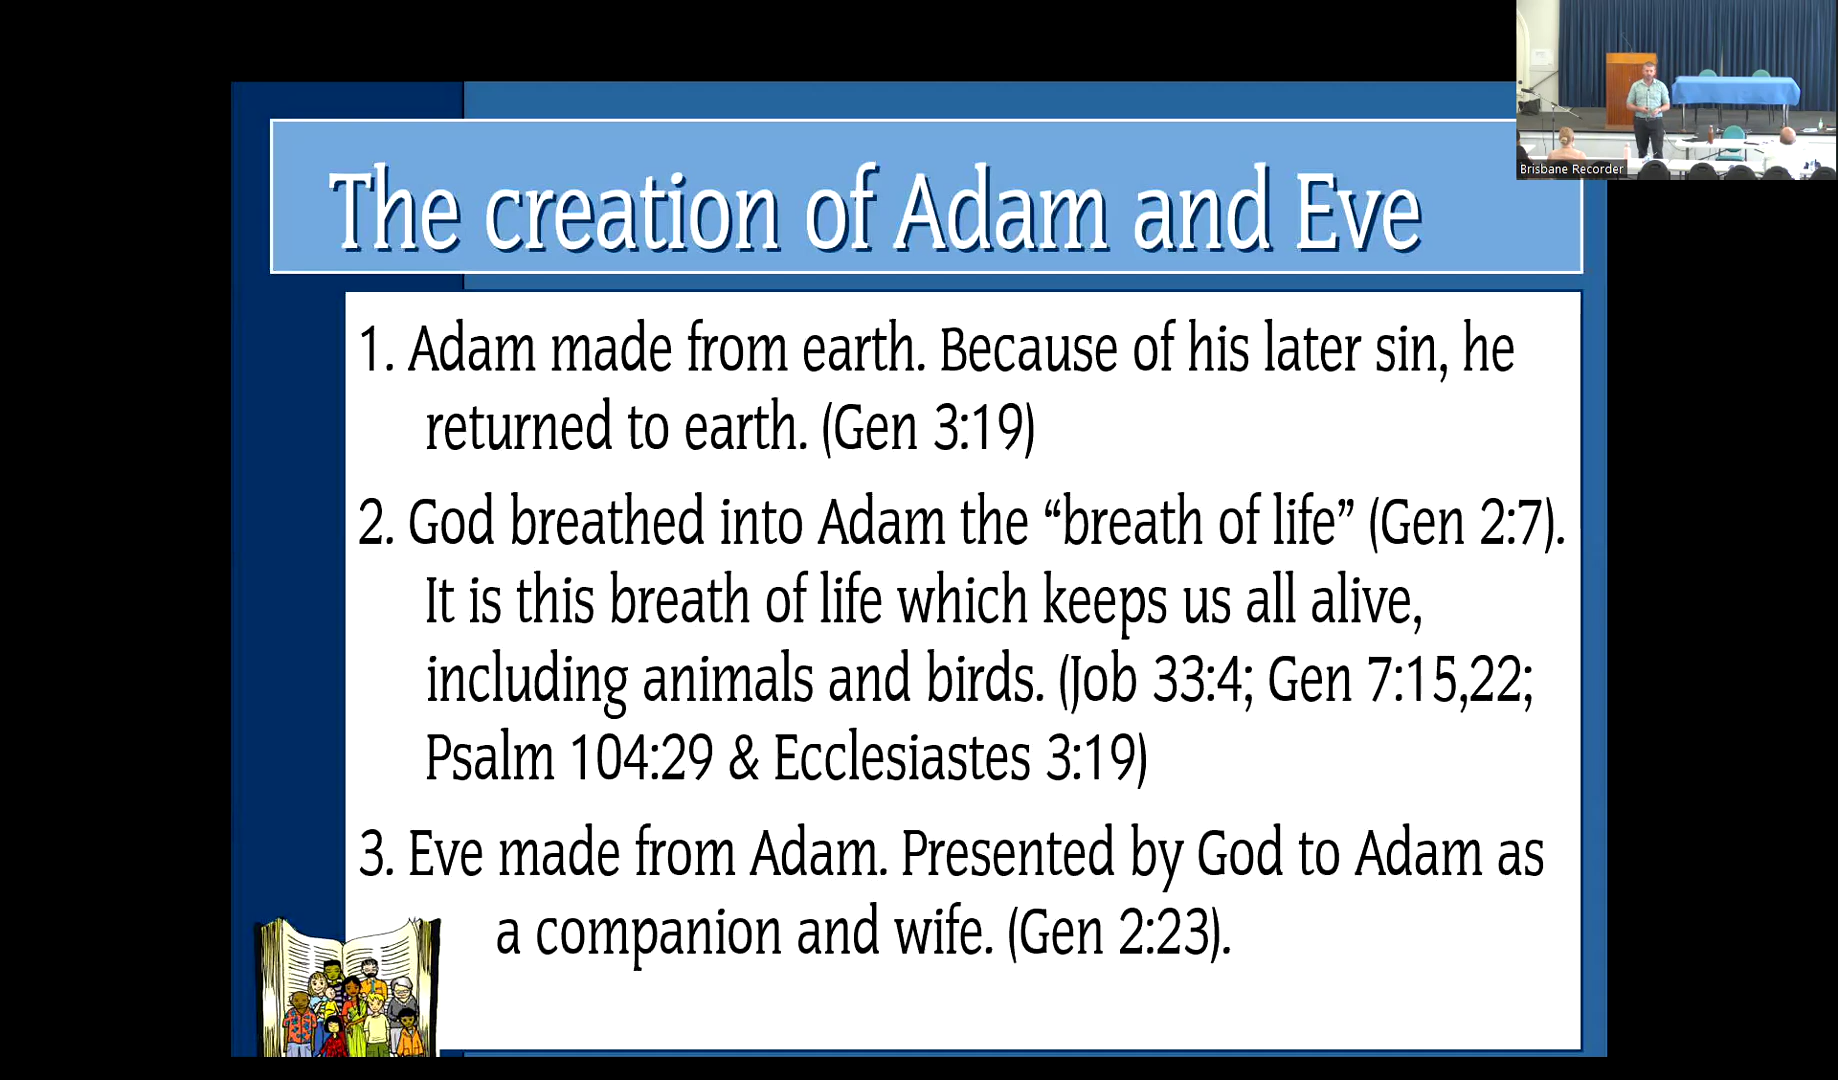 The creation of Adam and Eve
1. Adam made from earth. Because of his later sin, he
returned to earth. (Gen 3:19)
2. God breathed into Adam the “breath of life” (Gen 2:7).
It is this breath of life which keeps us all alive,
including animals and birds. (Job 33:4; Gen 7:15,22;
Psalm 104:29 & Ecclesiastes 3:19)
3. Eve made from Adam. Presented by God to Adam as
a companion and wife. (Gen 2:23).
Brisbane Recorder